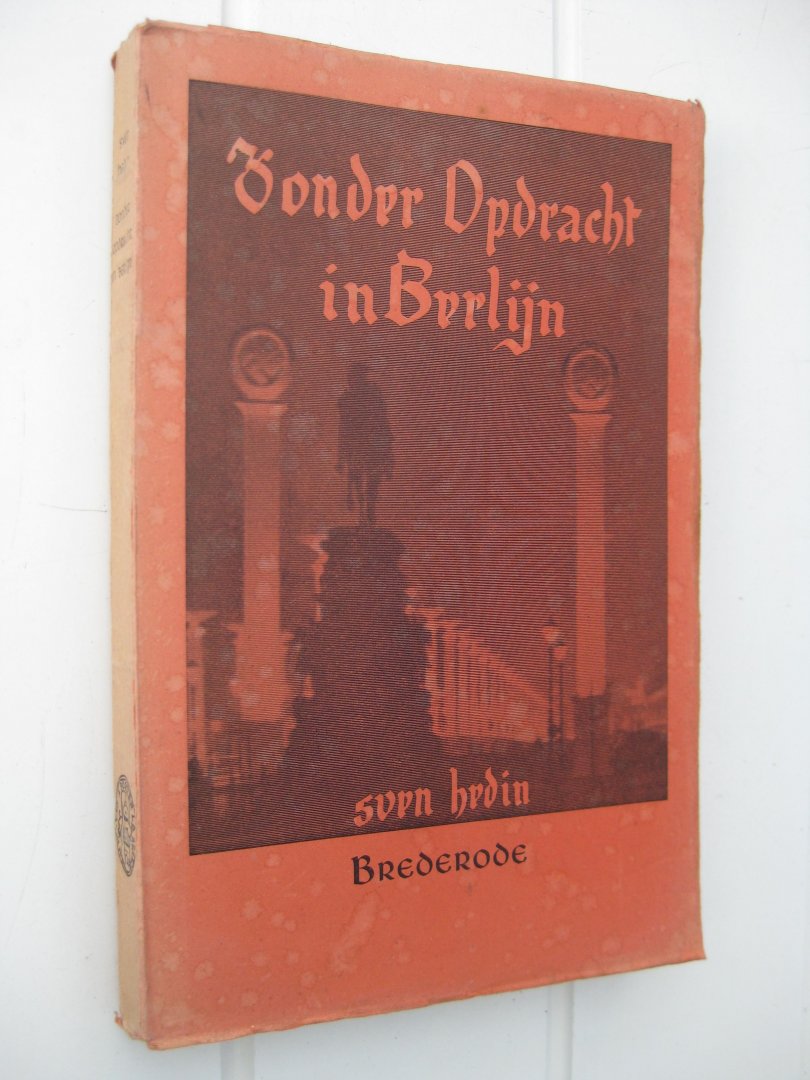 Zonder Opdracht
in Berlijn
sven hedin
BREDERODE